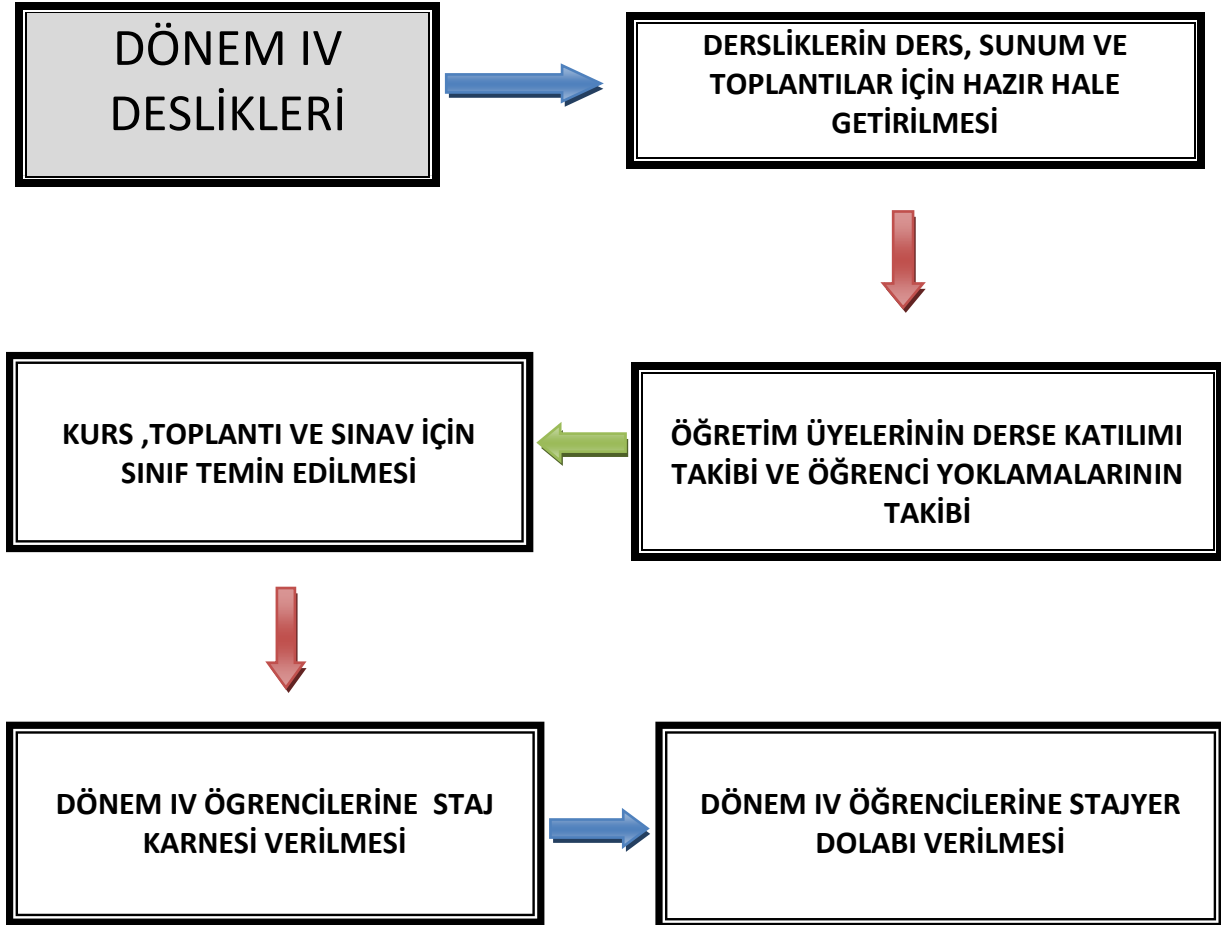 DÖNEM IV
DESLİKLERİ
DERSLİKLERİN DERS, SUNUM VE
TOPLANTILAR İÇİN HAZIR HALE
GETİRİLMESİ
ÖĞRETİM ÜYELERİNİN DERSE KATILIMI
TAKİBİ VE ÖĞRENCİ YOKLAMALARININ
TAKİBİ
KURS ,TOPLANTI VE SINAV İÇİN
SINIF TEMİN EDİLMESİ
DÖNEM IV ÖGRENCİLERİNE  STAJ
KARNESİ VERİLMESİ
DÖNEM IV ÖĞRENCİLERİNE STAJYER
DOLABI VERİLMESİ